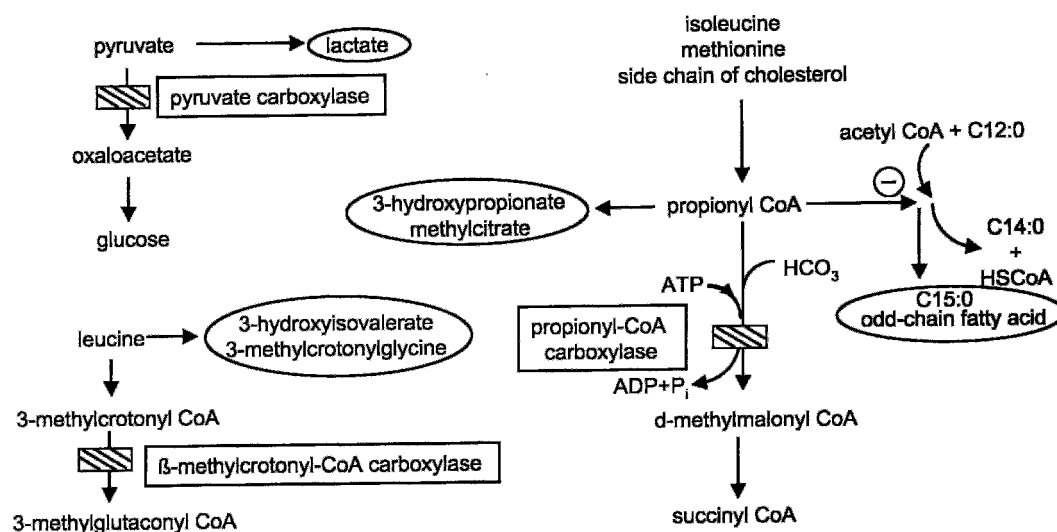 pyruvate
lactate
pyruvate carboxylase
oxaloacetate
glucose
leucine
3-hydroxyisovalerate
3-methylcrotonylglycine
3-methylcrotonyl CoA
ß-methylcrotonyl-CoA carboxylase
3-methylglutaconyl CoA
isoleucine
methionine
side chain of cholesterol
acetyl CoA + C12:0
3-hydroxypropionate
methylcitrate
propionyl CoA
−
C14:0
+
HSCoA
C15:0
odd-chain fatty acid
ATP
HCO3
propionyl-CoA
carboxylase
ADP+Pi
d-methylmalonyl CoA
succinyl CoA